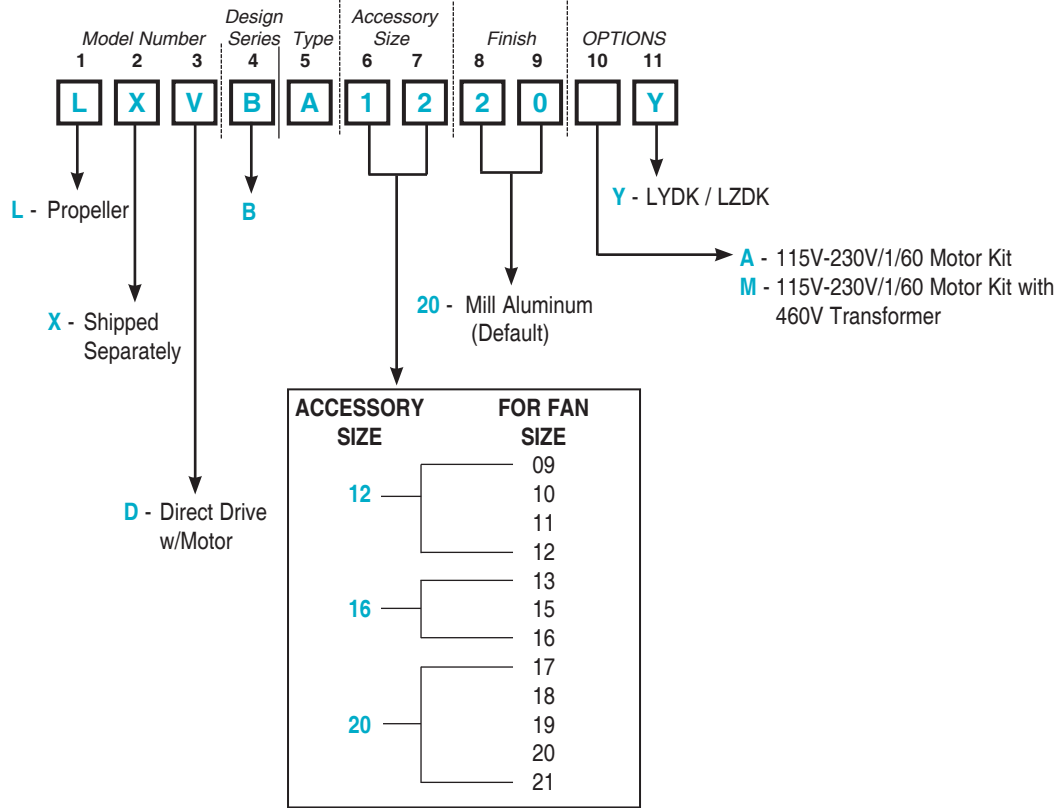 Design Accessory
Model Number Series Type Size Finish OPTIONS
1 2 3 4 5 6 7 8 9 10 11
L X V B A 1 2 2 0 Y
L - Propeller
B
Y - LYDK / LZDK
A - 115V-230V/1/60 Motor Kit
M - 115V-230V/1/60 Motor Kit with
460V Transformer
20 - Mill Aluminum
(Default)
X - Shipped
Separately
D - Direct Drive
w/Motor
ACCESSORY FOR FAN
SIZE SIZE
09
12 10
11
12
13
16 15
16
17
18
20 19
20
21